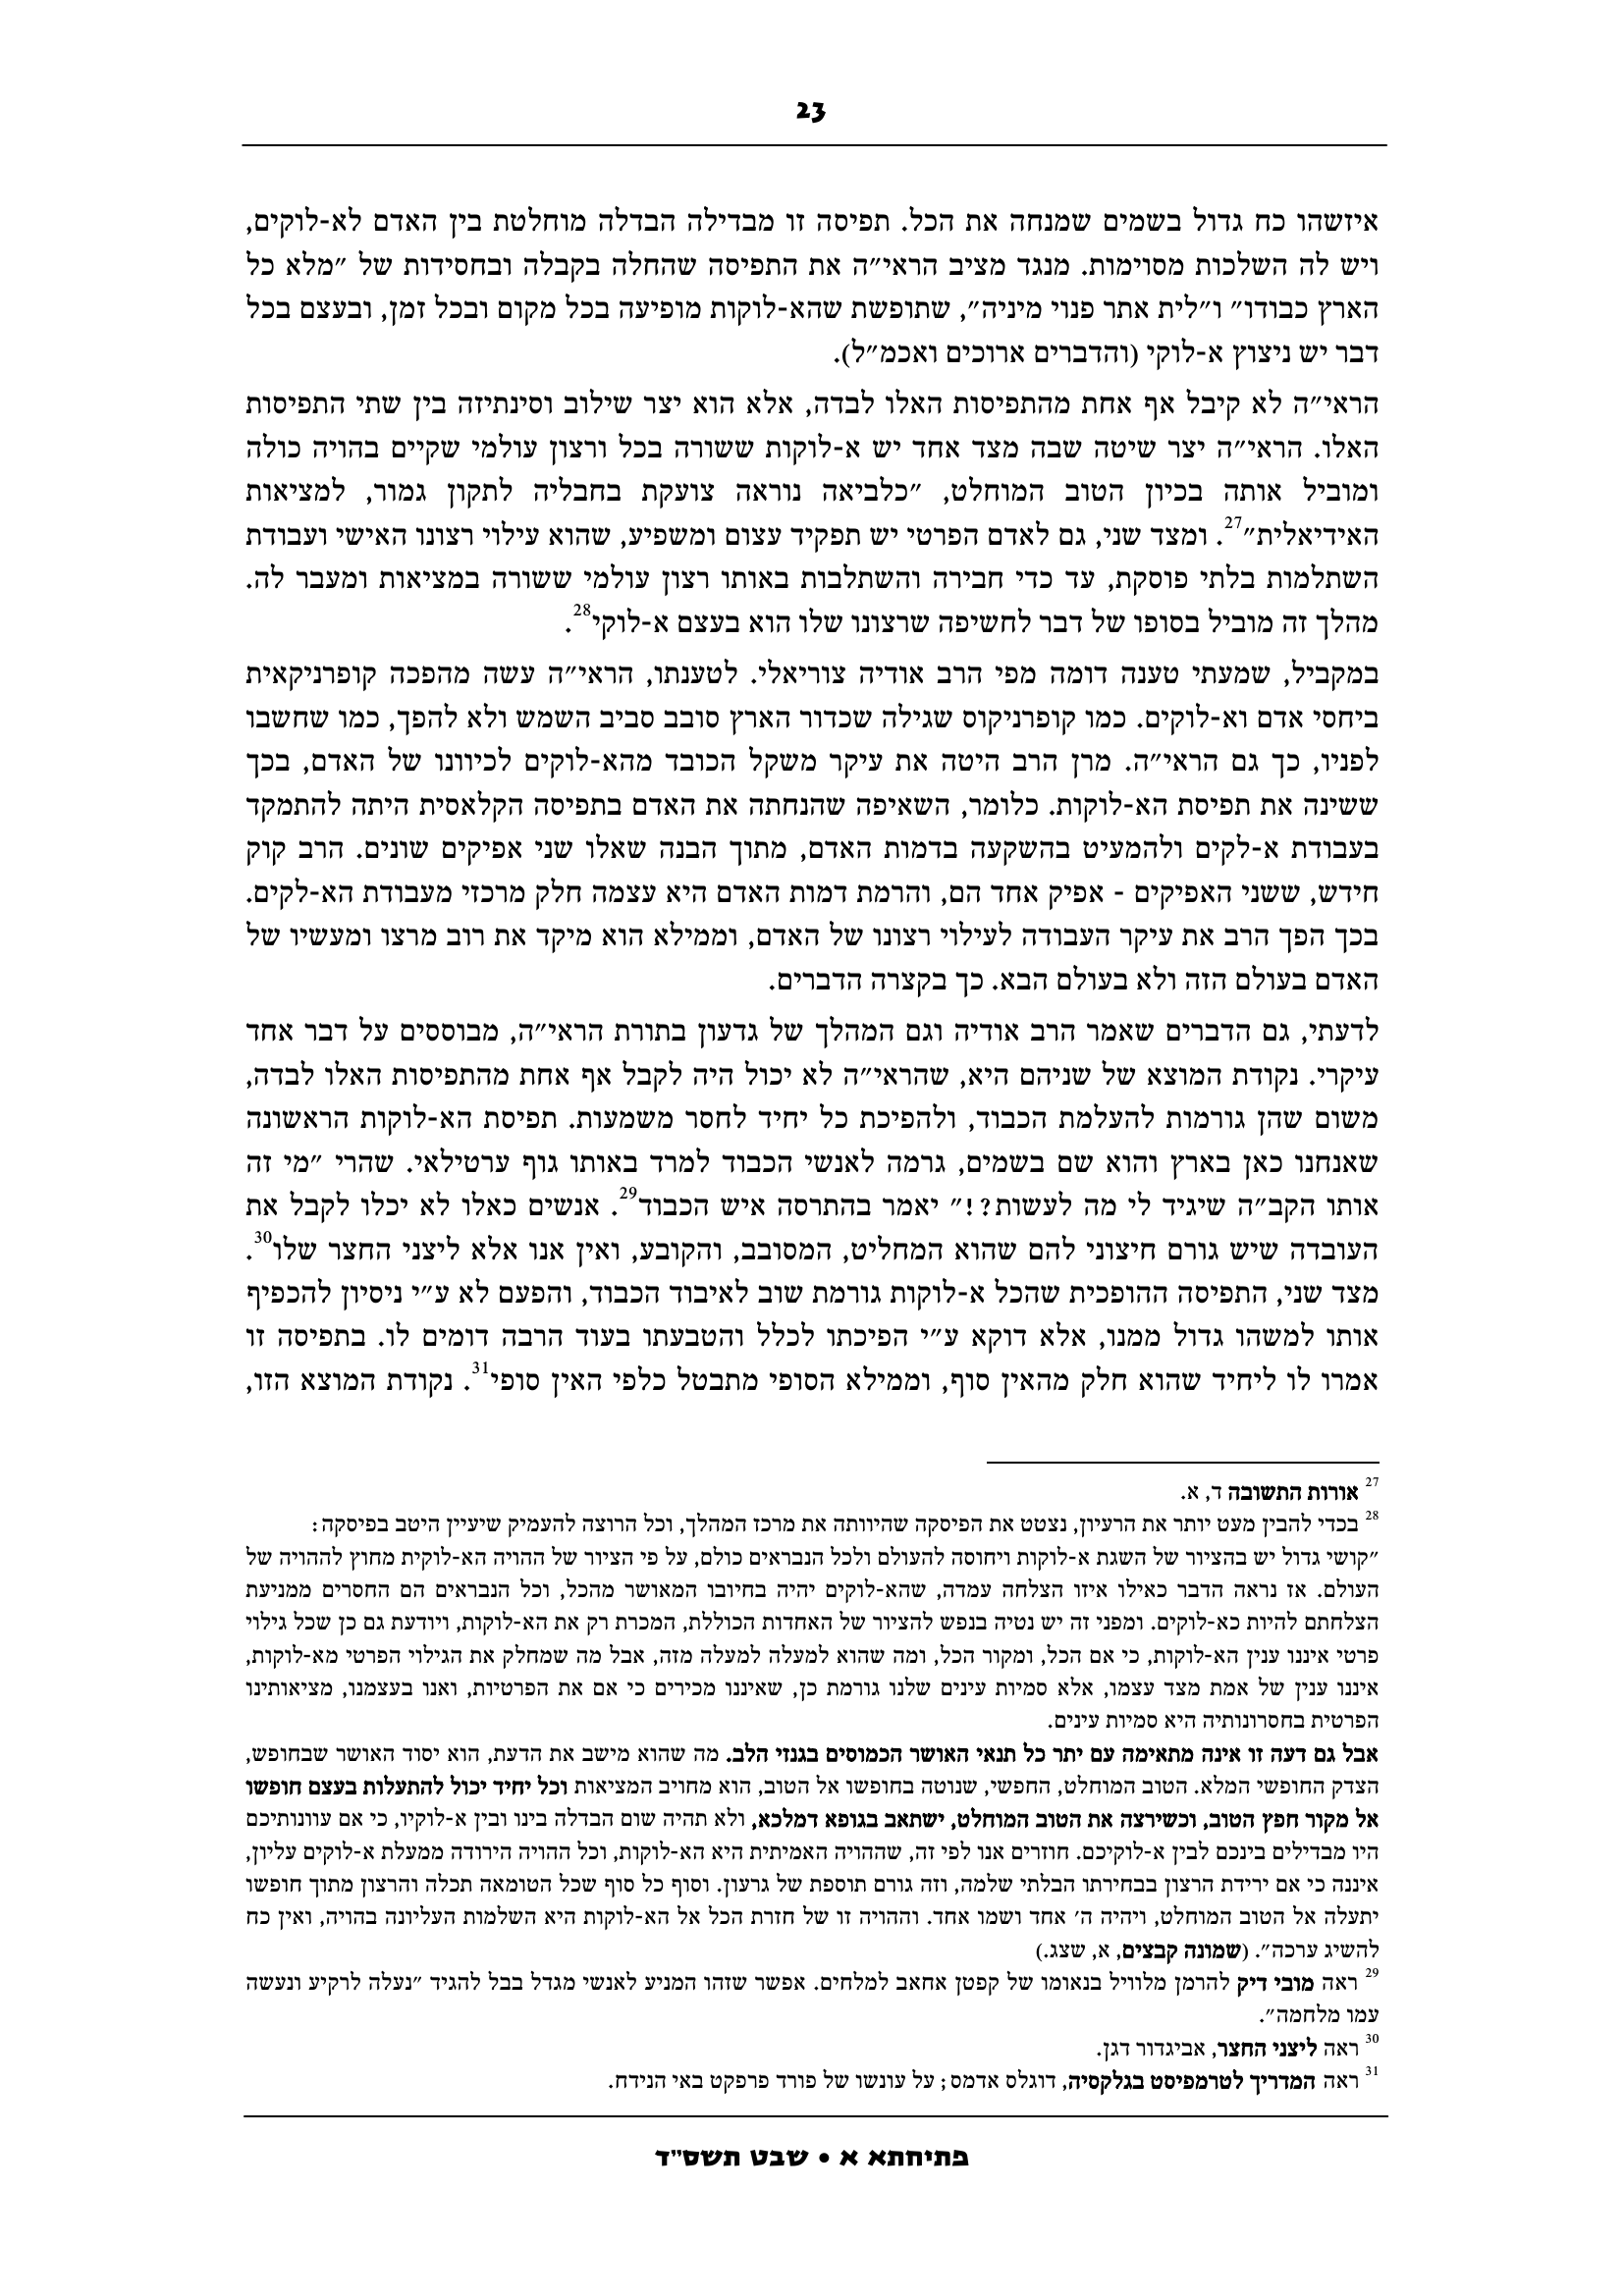 23
איזשהו כח גדול בשמים שמנחה את הכל. תפיסה זו מבדילה הבדלה מוחלטת בין האדם לא-לוקים,
ויש לה השלכות מסוימות. מנגד מציב הראי״ה את התפיסה שהחלה בקבלה ובחסידות של ״מלא כל
הארץ כבודו״ ו״לית אתר פנוי מיניה״, שתופשת שהא-לוקות מופיעה בכל מקום ובכל זמן, ובעצם בכל
דבר יש ניצוץ א-לוקי (והדברים ארוכים ואכמ״ל).
הראי״ה לא קיבל אף אחת מהתפיסות האלו לבדה, אלא הוא יצר שילוב וסינתיזה בין שתי התפיסות
האלו. הראי״ה יצר שיטה שבה מצד אחד יש א-לוקות ששורה בכל ורצון עולמי שקיים בהויה כולה
ומוביל אותה בכיון הטוב המוחלט, ״כלביאה נוראה צועקת בחבליה לתקון גמור, למציאות
האידיאלית״27. ומצד שני, גם לאדם הפרטי יש תפקיד עצום ומשפיע, שהוא עילוי רצונו האישי ועבודת
השתלמות בלתי פוסקת, עד כדי חבירה והשתלבות באותו רצון עולמי ששורה במציאות ומעבר לה.
מהלך זה מוביל בסופו של דבר לחשיפה שרצונו שלו הוא בעצם א-לוקי28.
במקביל, שמעתי טענה דומה מפי הרב אודיה צוריאלי. לטענתו, הראי״ה עשה מהפכה קופרניקאית
ביחסי אדם וא-לוקים. כמו קופרניקוס שגילה שכדור הארץ סובב סביב השמש ולא להפך, כמו שחשבו
לפניו, כך גם הראי״ה. מרן הרב היטה את עיקר משקל הכובד מהא-לוקים לכיוונו של האדם, בכך
ששינה את תפיסת הא-לוקות. כלומר, השאיפה שהנחתה את האדם בתפיסה הקלאסית היתה להתמקד
בעבודת א-לקים ולהמעיט בהשקעה בדמות האדם, מתוך הבנה שאלו שני אפיקים שונים. הרב קוק
חידש, ששני האפיקים - אפיק אחד הם, והרמת דמות האדם היא עצמה חלק מרכזי מעבודת הא-לקים.
בכך הפך הרב את עיקר העבודה לעילוי רצונו של האדם, וממילא הוא מיקד את רוב מרצו ומעשיו של
האדם בעולם הזה ולא בעולם הבא. כך בקצרה הדברים.
לדעתי, גם הדברים שאמר הרב אודיה וגם המהלך של גדעון בתורת הראי״ה, מבוססים על דבר אחד
עיקרי. נקודת המוצא של שניהם היא, שהראי״ה לא יכול היה לקבל אף אחת מהתפיסות האלו לבדה,
משום שהן גורמות להעלמת הכבוד, ולהפיכת כל יחיד לחסר משמעות. תפיסת הא-לוקות הראשונה
שאנחנו כאן בארץ והוא שם בשמים, גרמה לאנשי הכבוד למרד באותו גוף ערטילאי. שהרי ״מי זה
אותו הקב״ה שיגיד לי מה לעשות?!״ יאמר בהתרסה איש הכבוד29. אנשים כאלו לא יכלו לקבל את
העובדה שיש גורם חיצוני להם שהוא המחליט, המסובב, והקובע, ואין אנו אלא ליצני החצר שלו30.
מצד שני, התפיסה ההופכית שהכל א-לוקות גורמת שוב לאיבוד הכבוד, והפעם לא ע״י ניסיון להכפיף
אותו למשהו גדול ממנו, אלא דוקא ע״י הפיכתו לכלל והטבעתו בעוד הרבה דומים לו. בתפיסה זו
אמרו לו ליחיד שהוא חלק מהאין סוף, וממילא הסופי מתבטל כלפי האין סופי31. נקודת המוצא הזו,
27 אורות התשובה ד, א.
28 בכדי להבין מעט יותר את הרעיון, נצטט את הפיסקה שהיוותה את מרכז המהלך, וכל הרוצה להעמיק שיעיין היטב בפיסקה:
״קושי גדול יש בהציור של השגת א-לוקות ויחוסה להעולם ולכל הנבראים כולם, על פי הציור של ההויה הא-לוקית מחוץ לההויה של
העולם. אז נראה הדבר כאילו איזו הצלחה עמדה, שהא-לוקים יהיה בחיובו המאושר מהכל, וכל הנבראים הם החסרים ממניעת
הצלחתם להיות כא-לוקים. ומפני זה יש נטיה בנפש להציור של האחדות הכוללת, המכרת רק את הא-לוקות, ויודעת גם כן שכל גילוי
פרטי איננו ענין הא-לוקות, כי אם הכל, ומקור הכל, ומה שהוא למעלה למעלה מזה, אבל מה שמחלק את הגילוי הפרטי מא-לוקות,
איננו ענין של אמת מצד עצמו, אלא סמיות עינים שלנו גורמת כן, שאיננו מכירים כי אם את הפרטיות, ואנו בעצמנו, מציאותינו
הפרטית בחסרונותיה היא סמיות עינים.
אבל גם דעה זו אינה מתאימה עם יתר כל תנאי האושר הכמוסים בגנזי הלב. מה שהוא מישב את הדעת, הוא יסוד האושר שבחופש,
הצדק החופשי המלא. הטוב המוחלט, החפשי, שנוטה בחופשו אל הטוב, הוא מחויב המציאות וכל יחיד יכול להתעלות בעצם חופשו
אל מקור חפץ הטוב, וכשירצה את הטוב המוחלט, ישתאב בגופא דמלכא, ולא תהיה שום הבדלה בינו ובין א-לוקיו, כי אם עוונותיכם
היו מבדילים בינכם לבין א-לוקיכם. חוזרים אנו לפי זה, שההויה האמיתית היא הא-לוקות, וכל ההויה הירודה ממעלת א-לוקים עליון,
איננה כי אם ירידת הרצון בבחירתו הבלתי שלמה, וזה גורם תוספת של גרעון. וסוף כל סוף שכל הטומאה תכלה והרצון מתוך חופשו
יתעלה אל הטוב המוחלט, ויהיה ה׳ אחד ושמו אחד. וההויה זו של חזרת הכל אל הא-לוקות היא השלמות העליונה בהויה, ואין כח
להשיג ערכה״. (שמונה קבצים, א, שצג.)
29 ראה מובי דיק להרמן מלוויל בנאומו של קפטן אחאב למלחים. אפשר שזהו המניע לאנשי מגדל בבל להגיד ״נעלה לרקיע ונעשה
עמו מלחמה״.
30 ראה ליצני החצר, אביגדור דגן.
31 ראה המדריך לטרמפיסט בגלקסיה, דוגלס אדמס; על עונשו של פורד פרפקט באי הנידח.
פתיחתא א • שבט תשס״ד